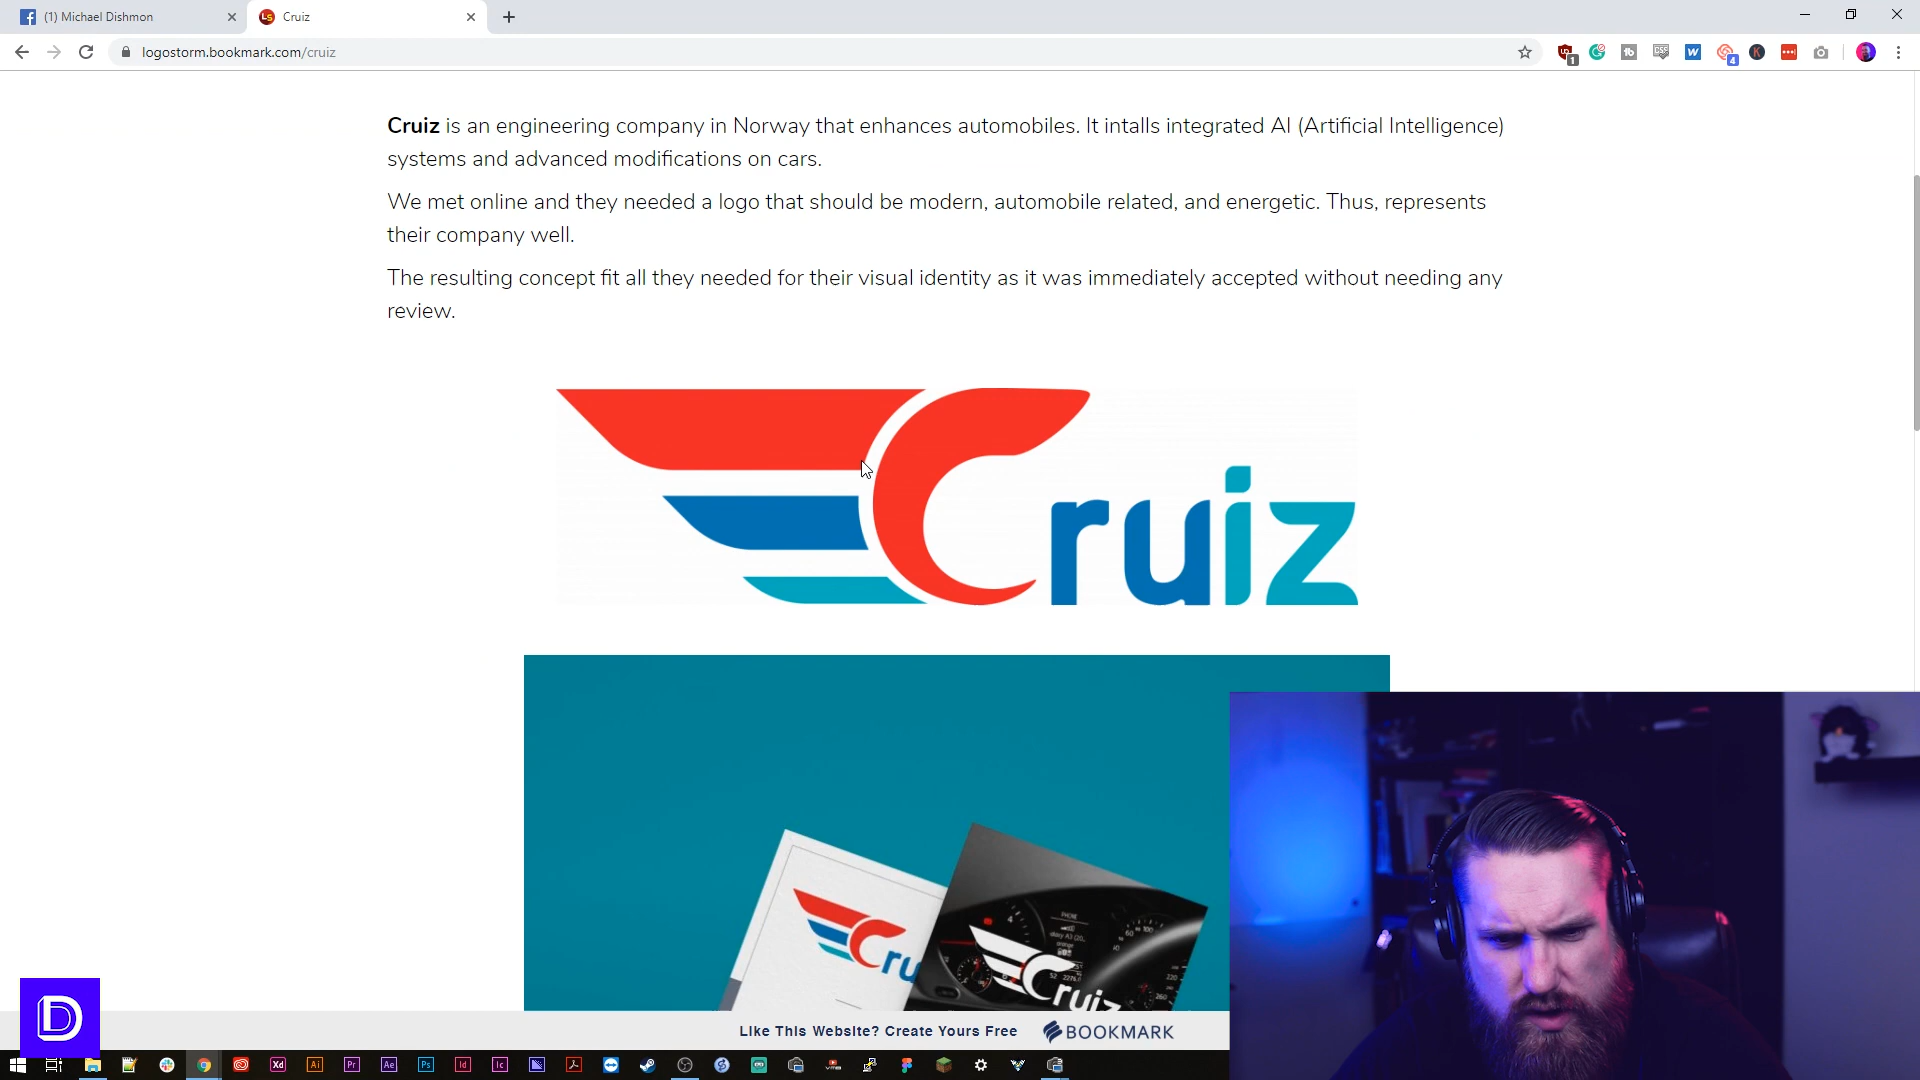 (1) Michael Dishmon
Cruiz
logostorm.bookmark.com/cruiz
Cruiz is an engineering company in Norway that enhances automobiles. It intalls integrated AI (Artificial Intelligence)
systems and advanced modifications on cars.
We met online and they needed a logo that should be modern, automobile related, and energetic. Thus, represents
their company well.
The resulting concept fit all they needed for their visual identity as it was immediately accepted without needing any
review.
Cruiz
Cru
Cruiz
Like This Website? Create Yours Free
BOOKMARK
D